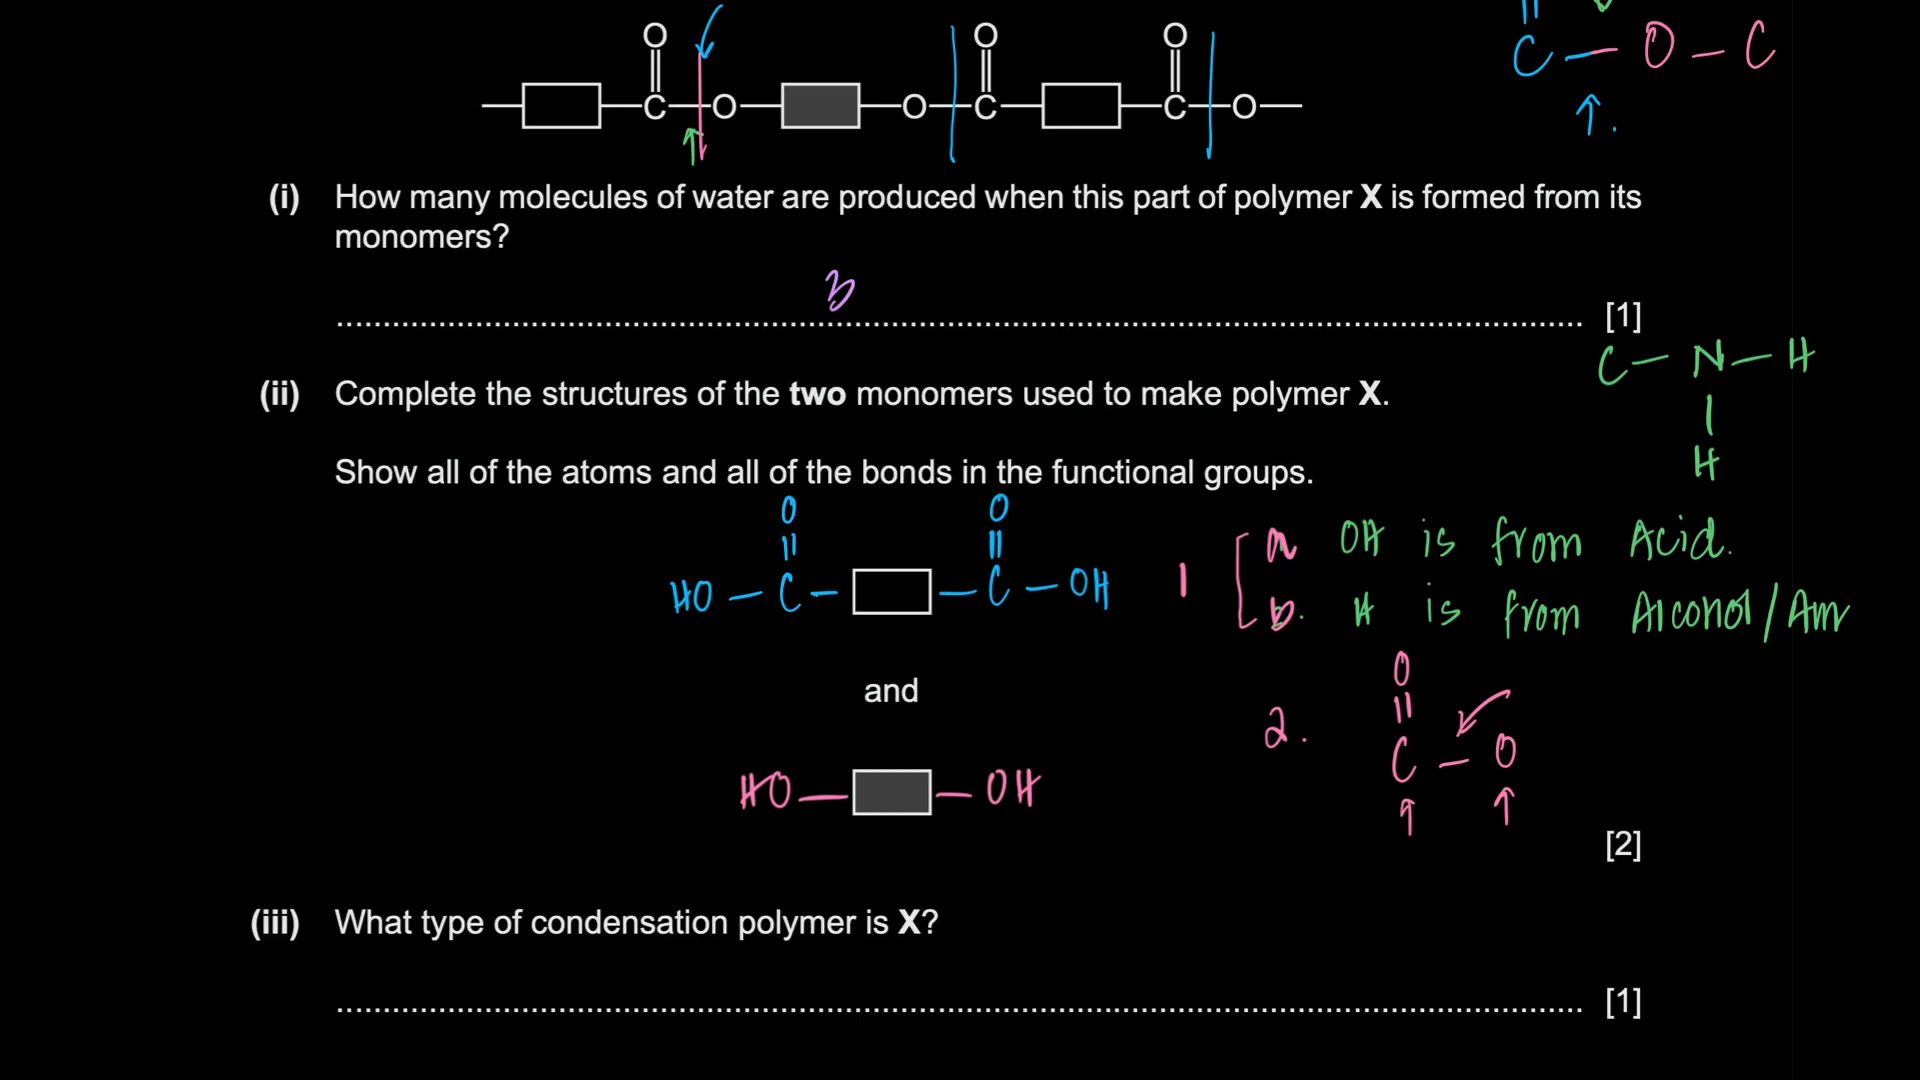 O O O
C O O C C O
C — O — C
(i) How many molecules of water are produced when this part of polymer X is formed from its
monomers?
3
[1]
C — N — H
H
(ii) Complete the structures of the two monomers used to make polymer X.
Show all of the atoms and all of the bonds in the functional groups.
O O
HO — C — — C — OH
1 a OH is from Acid.
b. H is from Alcohol / Am
and
O
2. C — O
HO — — OH
[2]
(iii) What type of condensation polymer is X?
[1]